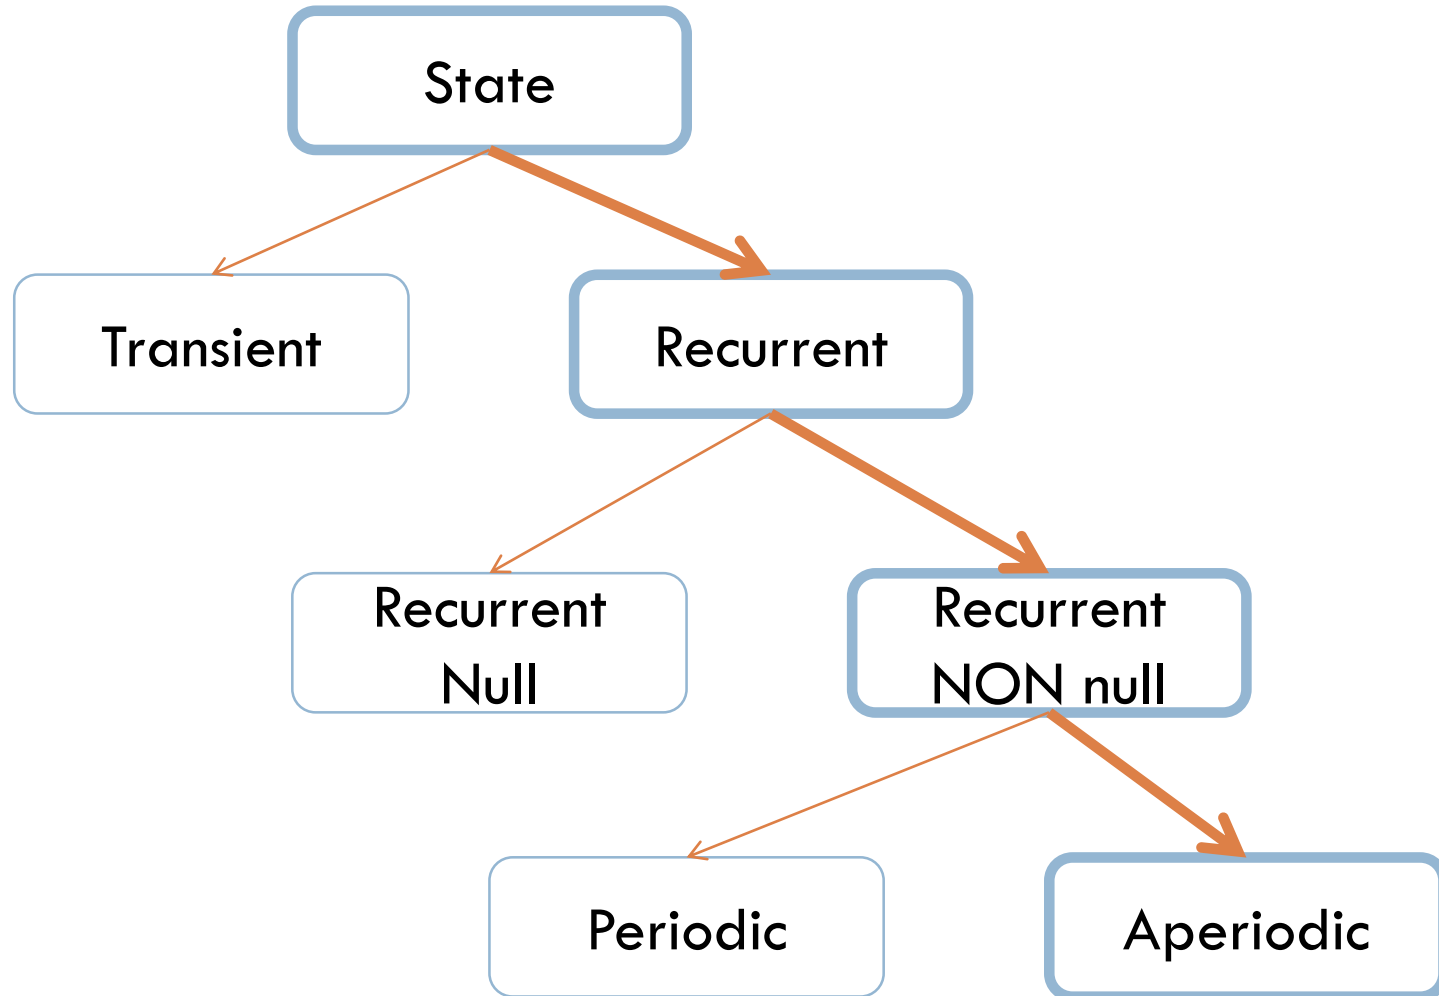 State
Transient
Recurrent
Recurrent
Null
Recurrent
NON null
Periodic
Aperiodic